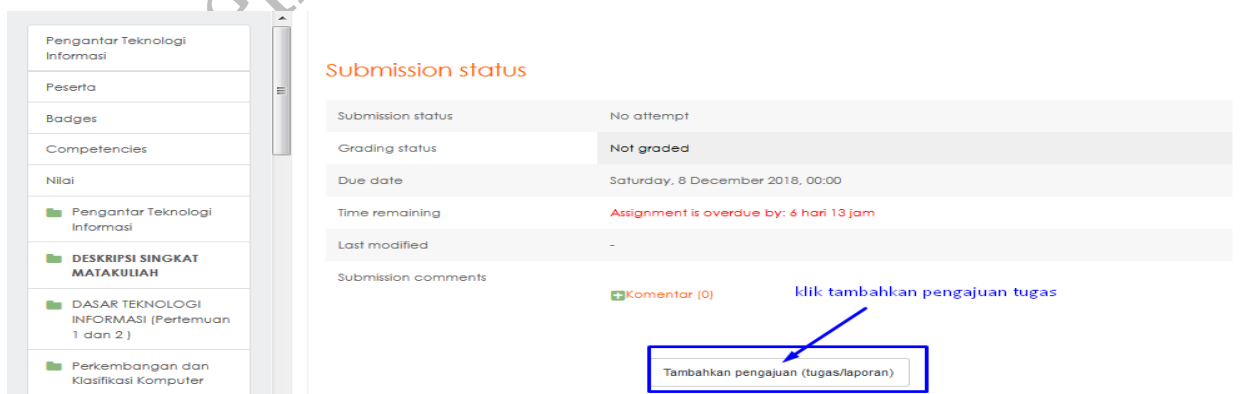 Pengantar Teknologi
Informasi
Peserta
Badges
Competencies
Nilai
Pengantar Teknologi
Informasi
DESKRIPSI SINGKAT
MATAKULIAH
DASAR TEKNOLOGI
INFORMASI (Pertemuan
1 dan 2 )
Perkembangan dan
Klasifikasi Komputer
Submission status
Submission status No attempt
Grading status Not graded
Due date Saturday, 8 December 2018, 00:00
Time remaining Assignment is overdue by: 6 hari 13 jam
Last modified -
Submission comments
Komentar (0)
klik tambahkan pengajuan tugas
Tambahkan pengajuan (tugas/laporan)